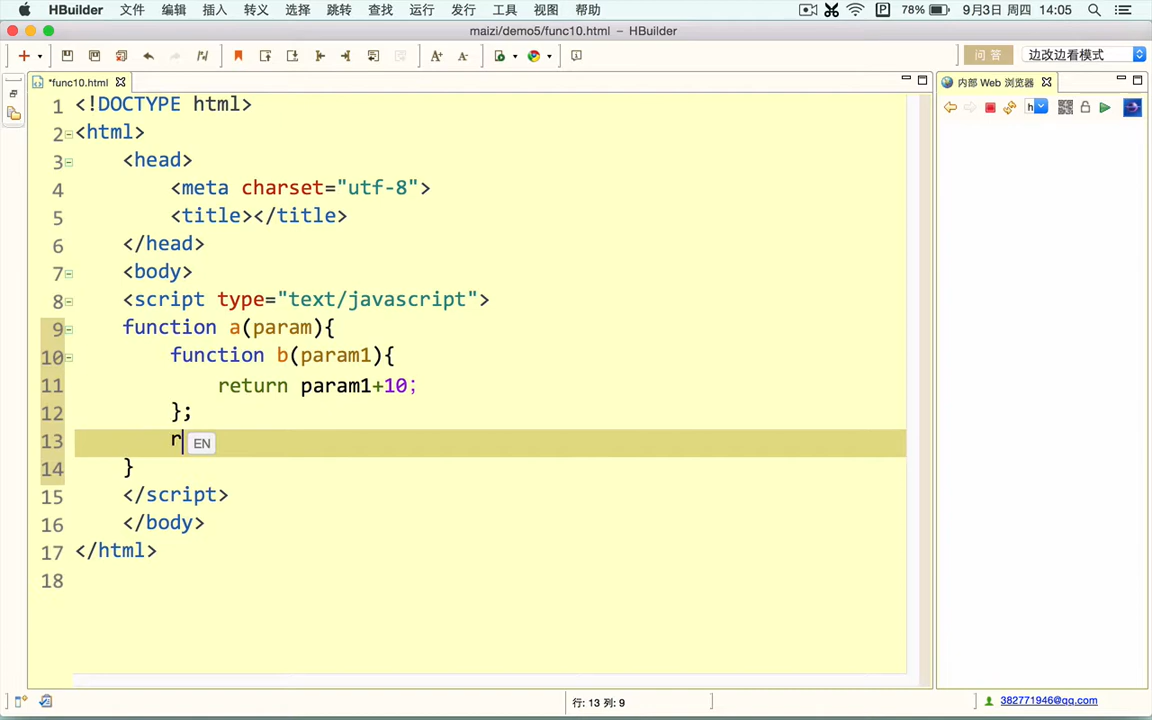 HBuilder 文件 编辑 插入 转义 选择 跳转 查找 运行 发行 工具 视图 帮助 78% 9月3日 周四 14:05
maizi/demo5/func10.html – HBuilder
A+ A- 问 答 边改边看模式
*func10.html 内部 Web 浏览器
h
1 <!DOCTYPE html>
2 <html>
3 <head>
4 <meta charset="utf-8">
5 <title></title>
6 </head>
7 <body>
8 <script type="text/javascript">
9 function a(param){
10 function b(param1){
11 return param1+10;
12 };
13 r EN
14 }
15 </script>
16 </body>
17 </html>
18
行: 13 列: 9 382771946@qq.com